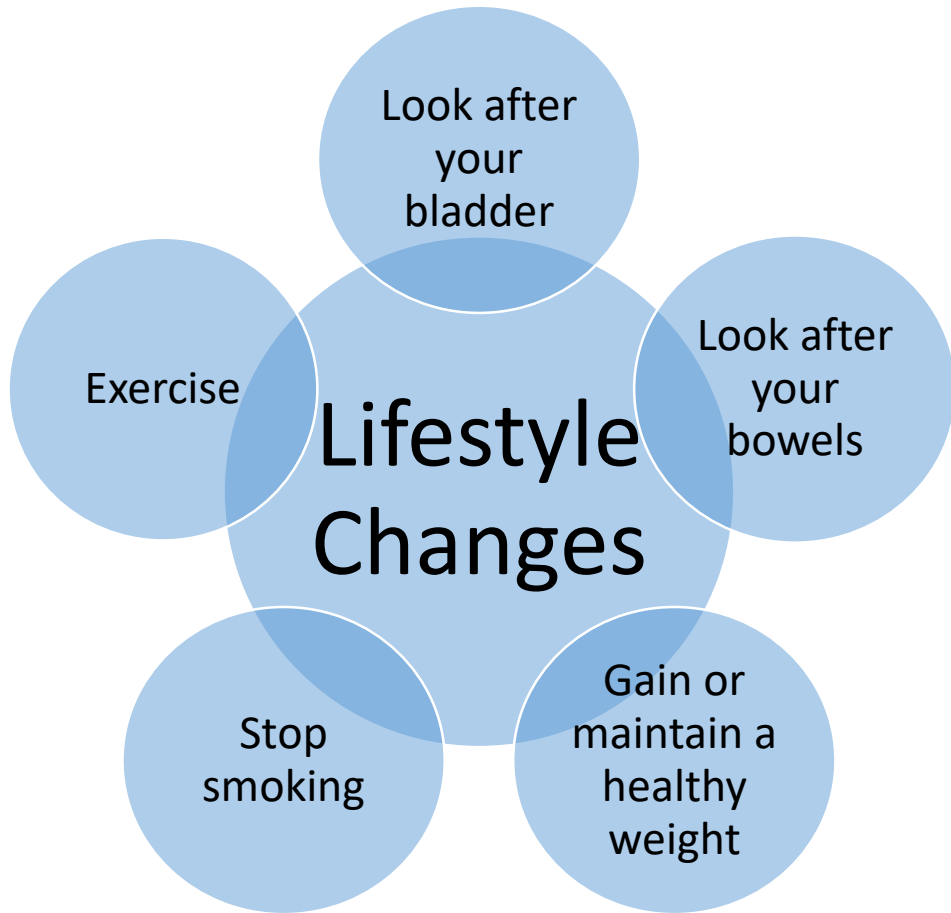 Look after
your
bladder
Look after
your
bowels
Exercise
Lifestyle
Changes
Gain or
maintain a
healthy
weight
Stop
smoking